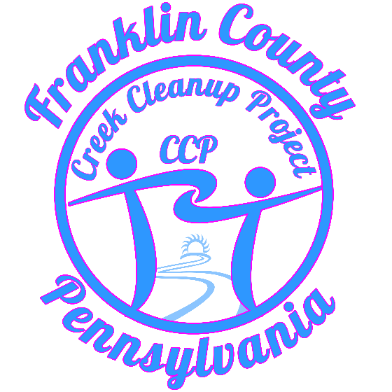 Franklin County
Creek Cleanup Project
CCP
Pennsylvania